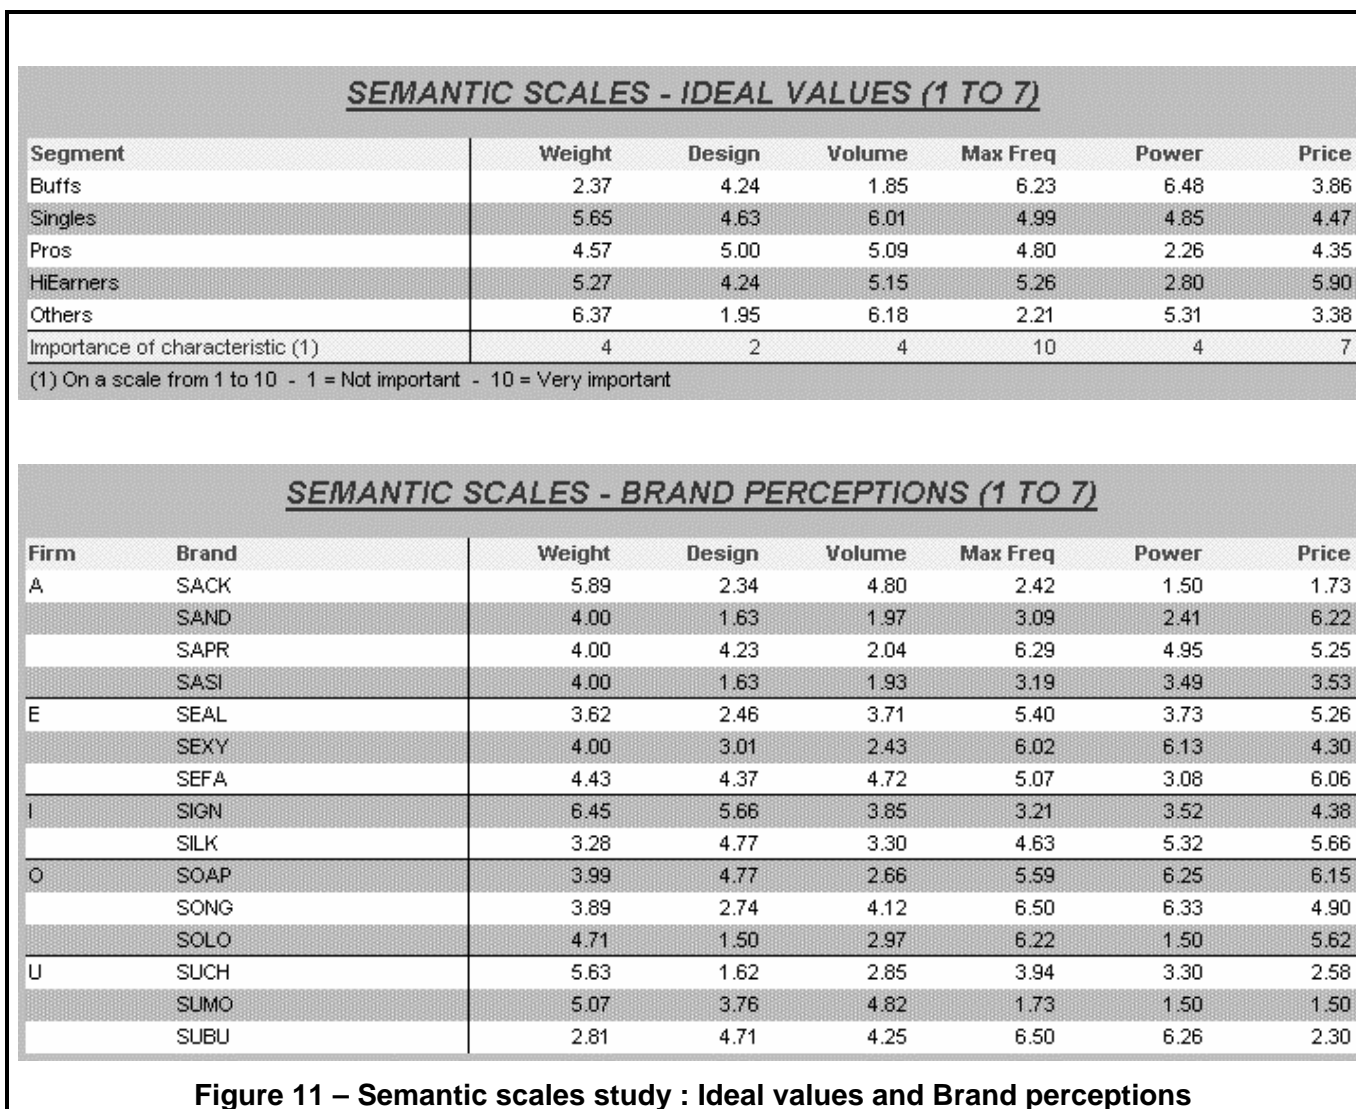 SEMANTIC SCALES - IDEAL VALUES (1 TO 7)
Segment Weight Design Volume Max Freq Power Price
Buffs 2.37 4.24 1.85 6.23 6.48 3.86
Singles 5.65 4.63 6.01 4.99 4.85 4.47
Pros 4.57 5.00 5.09 4.80 2.26 4.35
HiEarners 5.27 4.24 5.15 5.26 2.80 5.90
Others 6.37 1.95 6.18 2.21 5.31 3.38
Importance of characteristic (1) 4 2 4 10 4 7
(1) On a scale from 1 to 10 - 1 = Not important - 10 = Very important
SEMANTIC SCALES - BRAND PERCEPTIONS (1 TO 7)
Firm Brand Weight Design Volume Max Freq Power Price
A SACK 5.89 2.34 4.80 2.42 1.50 1.73
SAND 4.00 1.63 1.97 3.09 2.41 6.22
SAPR 4.00 4.23 2.04 6.29 4.95 5.25
SASI 4.00 1.63 1.93 3.19 3.49 3.53
E SEAL 3.62 2.46 3.71 5.40 3.73 5.26
SEXY 4.00 3.01 2.43 6.02 6.13 4.30
SEFA 4.43 4.37 4.72 5.07 3.08 6.06
I SIGN 6.45 5.66 3.85 3.21 3.52 4.38
SILK 3.28 4.77 3.30 4.63 5.32 5.66
O SOAP 3.99 4.77 2.66 5.59 6.25 6.15
SONG 3.89 2.74 4.12 6.50 6.33 4.90
SOLO 4.71 1.50 2.97 6.22 1.50 5.62
U SUCH 5.63 1.62 2.85 3.94 3.30 2.58
SUMO 5.07 3.76 4.82 1.73 1.50 1.50
SUBU 2.81 4.71 4.25 6.50 6.26 2.30
Figure 11 – Semantic scales study : Ideal values and Brand perceptions